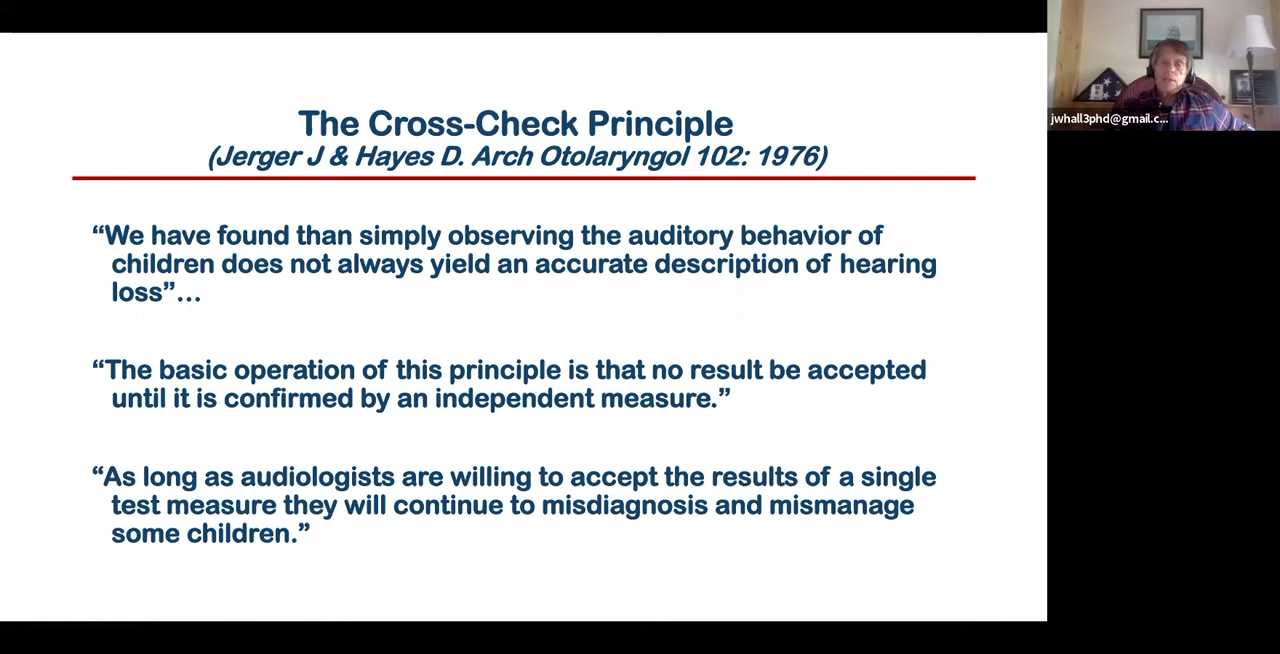 The Cross-Check Principle
(Jerger J & Hayes D. Arch Otolaryngol 102: 1976)
“We have found than simply observing the auditory behavior of
children does not always yield an accurate description of hearing
loss”...
“The basic operation of this principle is that no result be accepted
until it is confirmed by an independent measure.”
“As long as audiologists are willing to accept the results of a single
test measure they will continue to misdiagnosis and mismanage
some children.”
jwhall3phd@gmail.c...